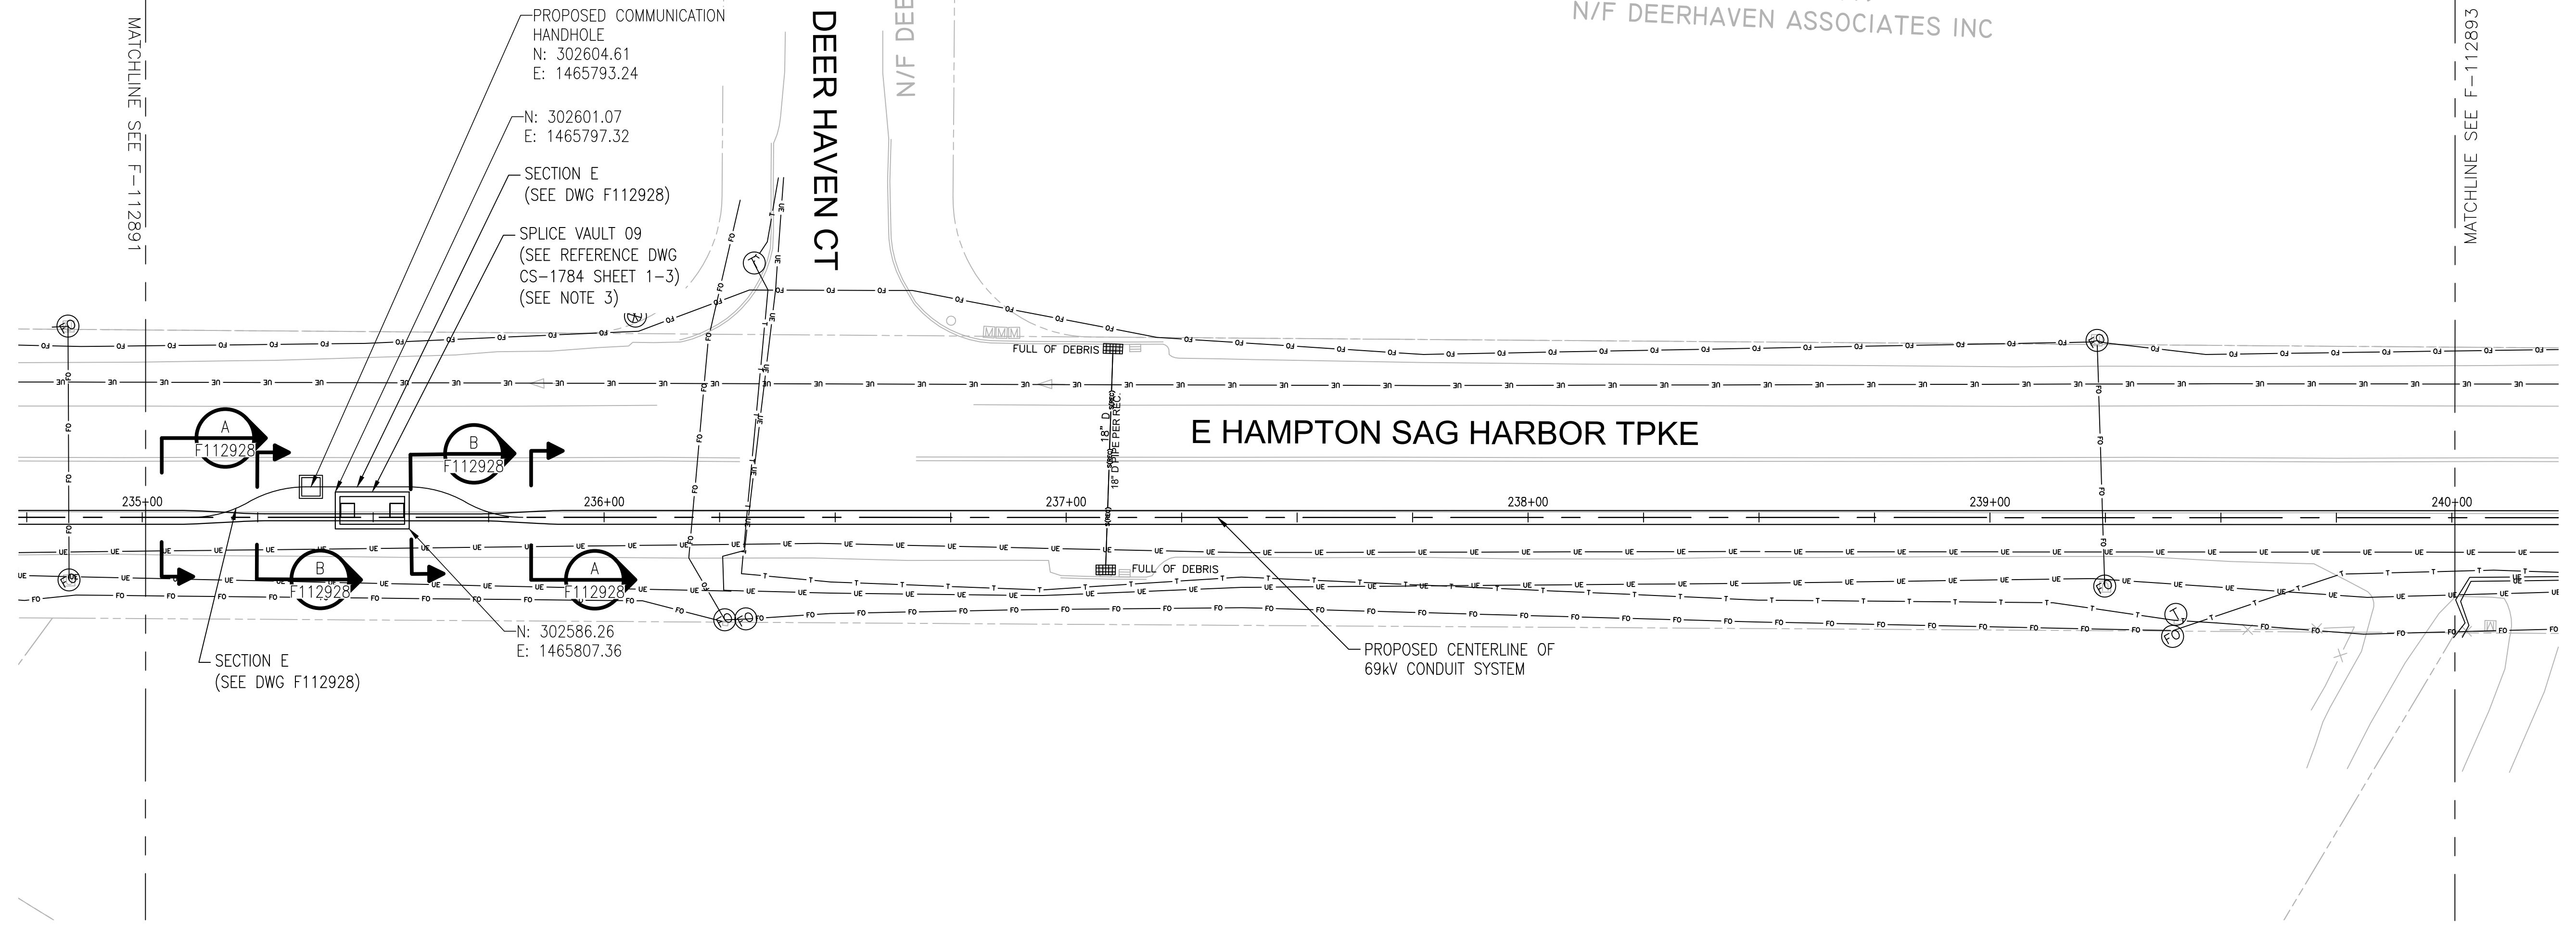 PROPOSED COMMUNICATION
HANDHOLE
N: 302604.61
E: 1465793.24
N: 302601.07
E: 1465797.32
SECTION E
(SEE DWG F112928)
SPLICE VAULT 09
(SEE REFERENCE DWG
CS-1784 SHEET 1-3)
(SEE NOTE 3)
MATCHLINE SEE F-112891
DEER HAVEN CT
N/F DEE
N/F DEERHAVEN ASSOCIATES INC
MATCHLINE SEE F-112893
FULL OF DEBRIS
18" D
18" D PIPE PER REC.
E HAMPTON SAG HARBOR TPKE
A
F112928
B
F112928
235+00
236+00
237+00
238+00
239+00
240+00
B
F112928
A
F112928
FULL OF DEBRIS
N: 302586.26
E: 1465807.36
SECTION E
(SEE DWG F112928)
PROPOSED CENTERLINE OF
69kV CONDUIT SYSTEM
FO
UE
T
MMM
M